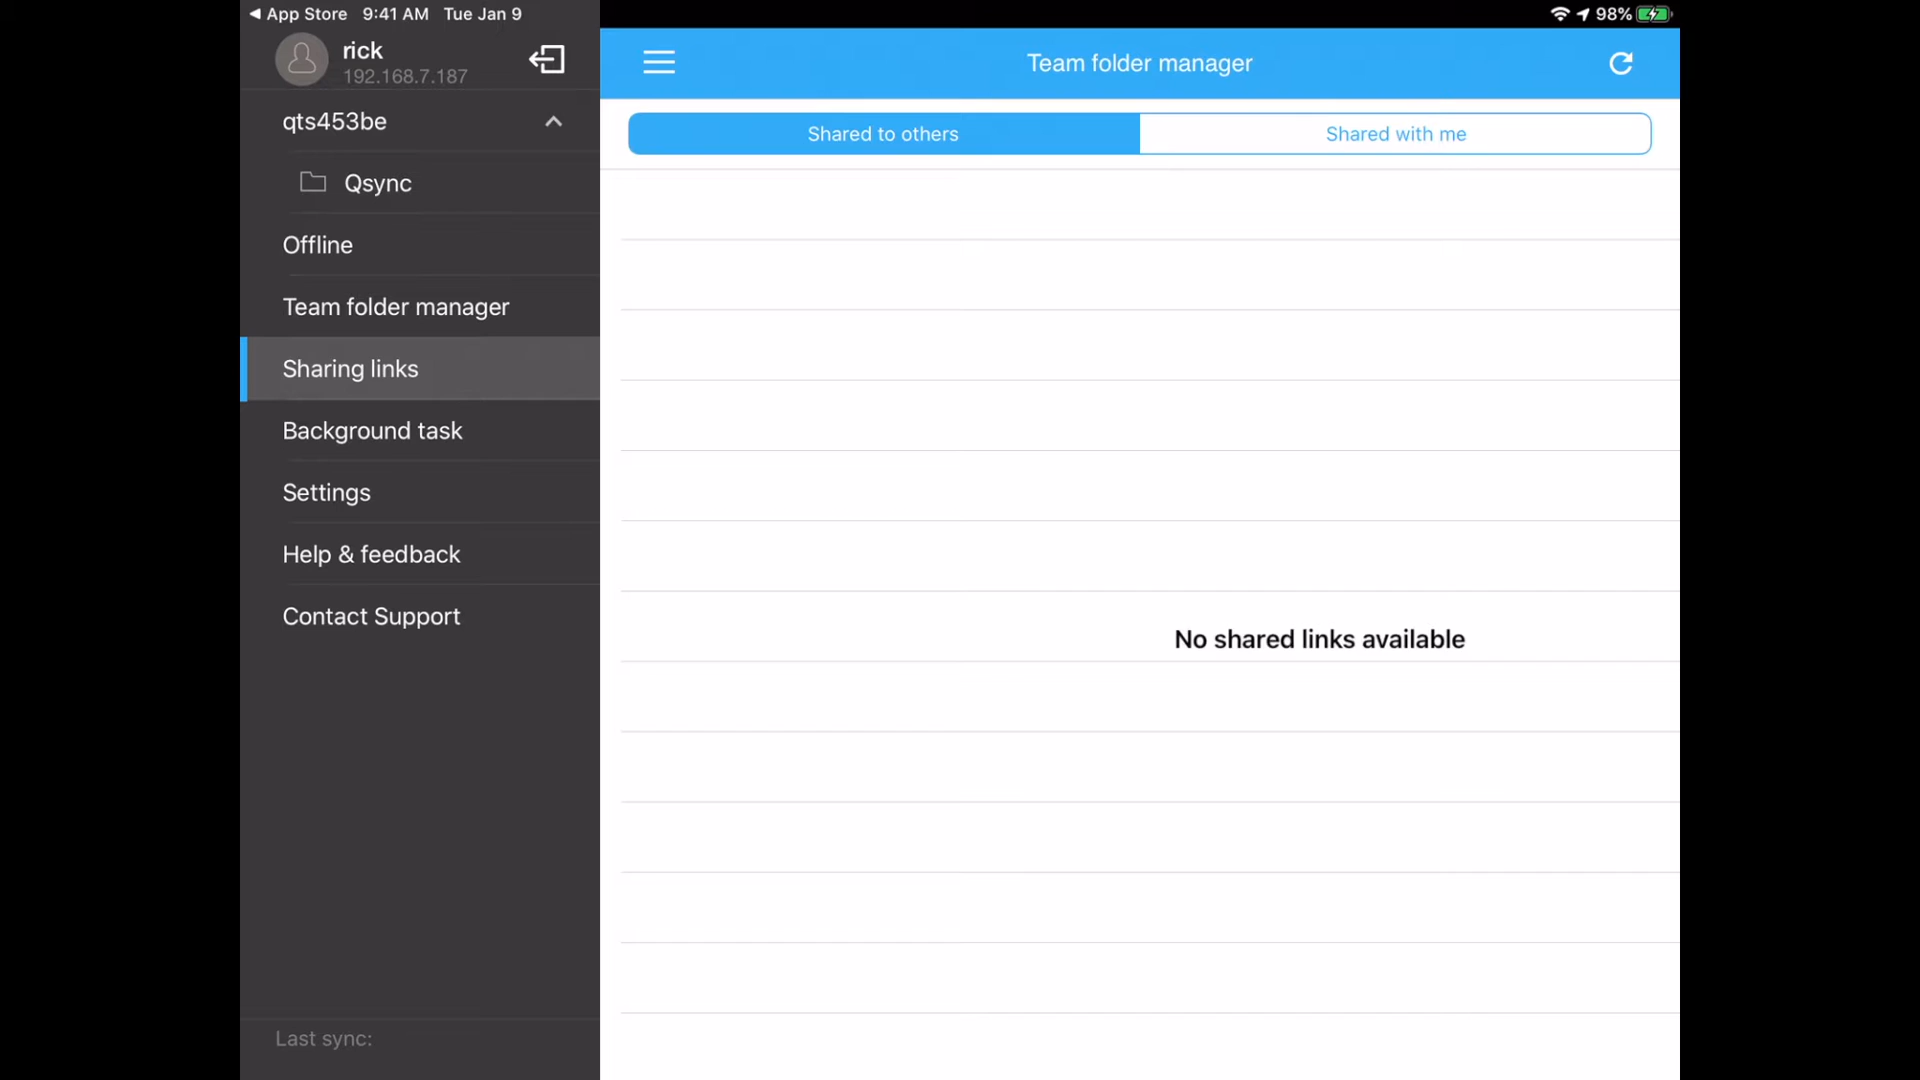 App Store 9:41 AM Tue Jan 9
98%
rick
192.168.7.187
qts453be
Qsync
Offline
Team folder manager
Sharing links
Background task
Settings
Help & feedback
Contact Support
Last sync:
Team folder manager
Shared to others
Shared with me
No shared links available